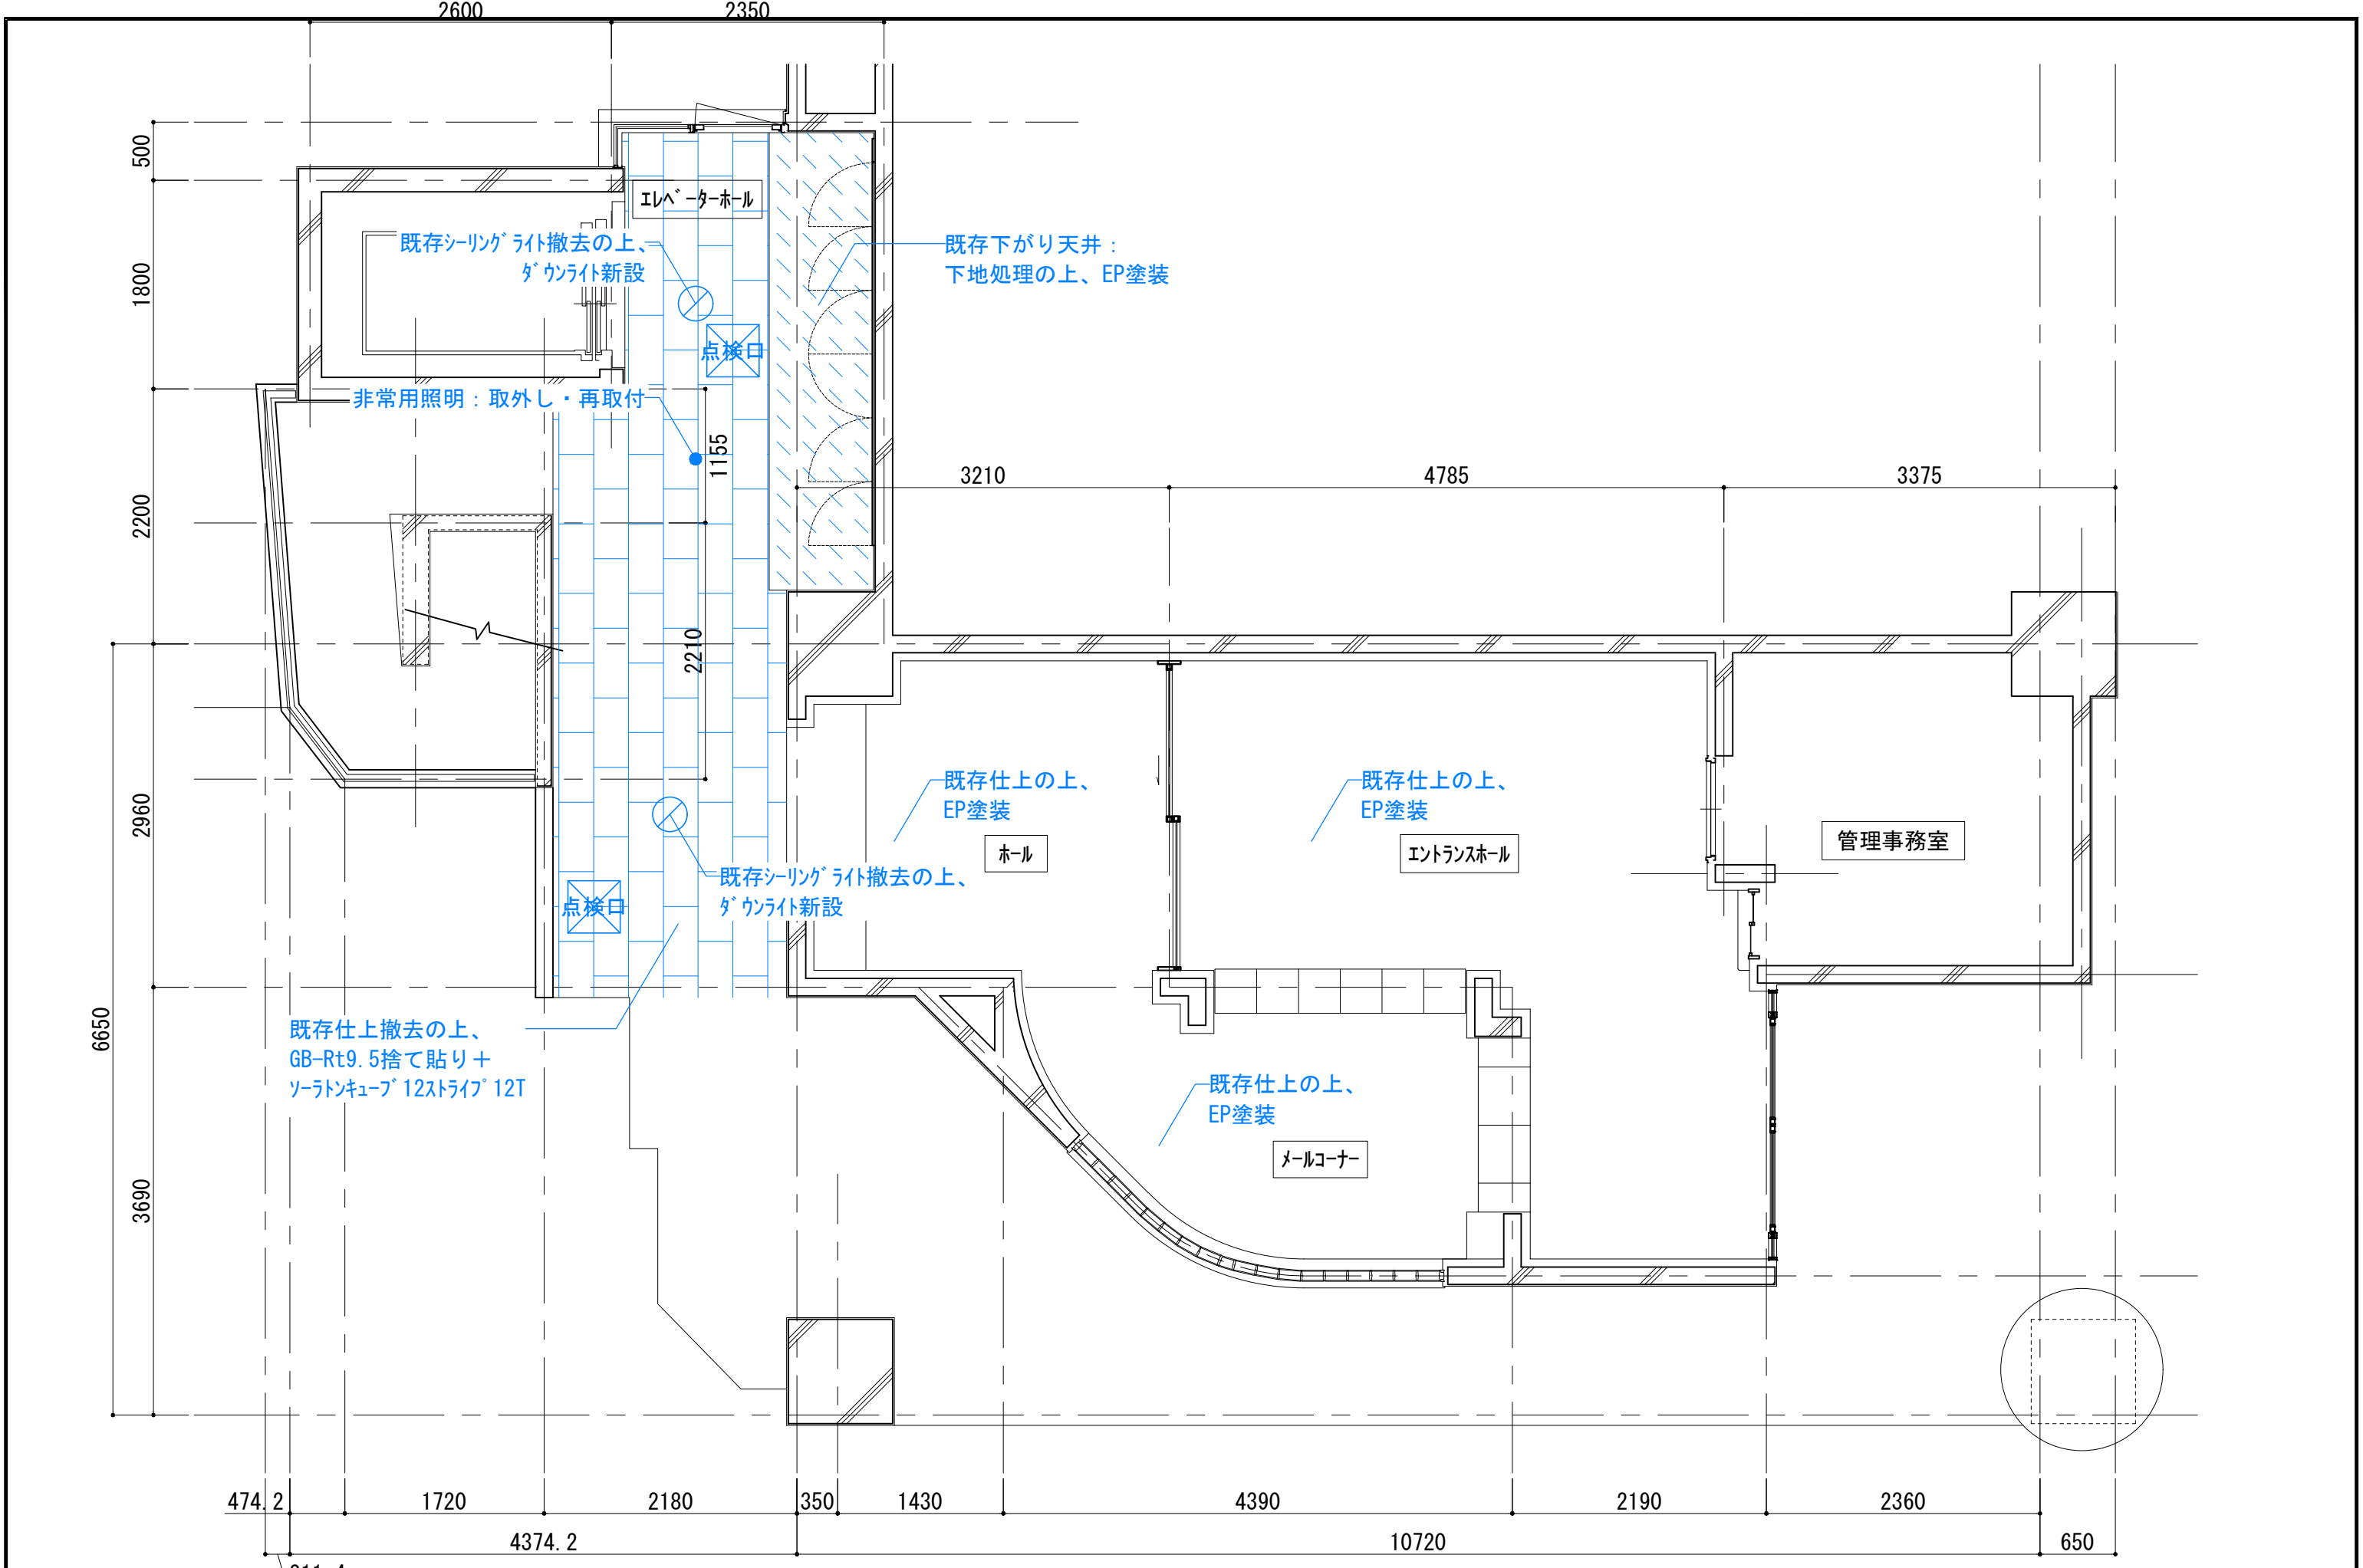 2600
2350
500
エレベーターホール
既存シーリングライト撤去の上、
ダウンライト新設
既存下がり天井：
下地処理の上、EP塗装
1800
点検口
非常用照明：取外し・再取付
1155
3210
4785
3375
2200
2210
既存仕上の上、
EP塗装
既存仕上の上、
EP塗装
2960
ホール
エントランスホール
管理事務室
既存シーリングライト撤去の上、
ダウンライト新設
点検口
6650
既存仕上撤去の上、
GB-Rt9.5捨て貼り＋
ソーラトンキューブ12ストライプ12T
既存仕上の上、
EP塗装
メールコーナー
3690
474.2
1720
2180
350
1430
4390
2190
2360
4374.2
10720
650